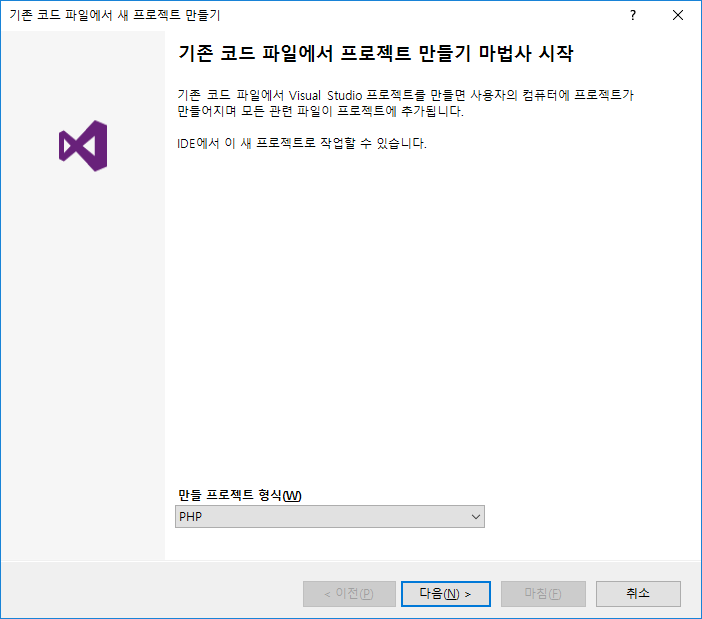 기존 코드 파일에서 새 프로젝트 만들기
?
기존 코드 파일에서 프로젝트 만들기 마법사 시작
기존 코드 파일에서 Visual Studio 프로젝트를 만들면 사용자의 컴퓨터에 프로젝트가
만들어지며 모든 관련 파일이 프로젝트에 추가됩니다.
IDE에서 이 새 프로젝트로 작업할 수 있습니다.
만들 프로젝트 형식(W)
PHP
< 이전(P)
다음(N) >
마침(F)
취소